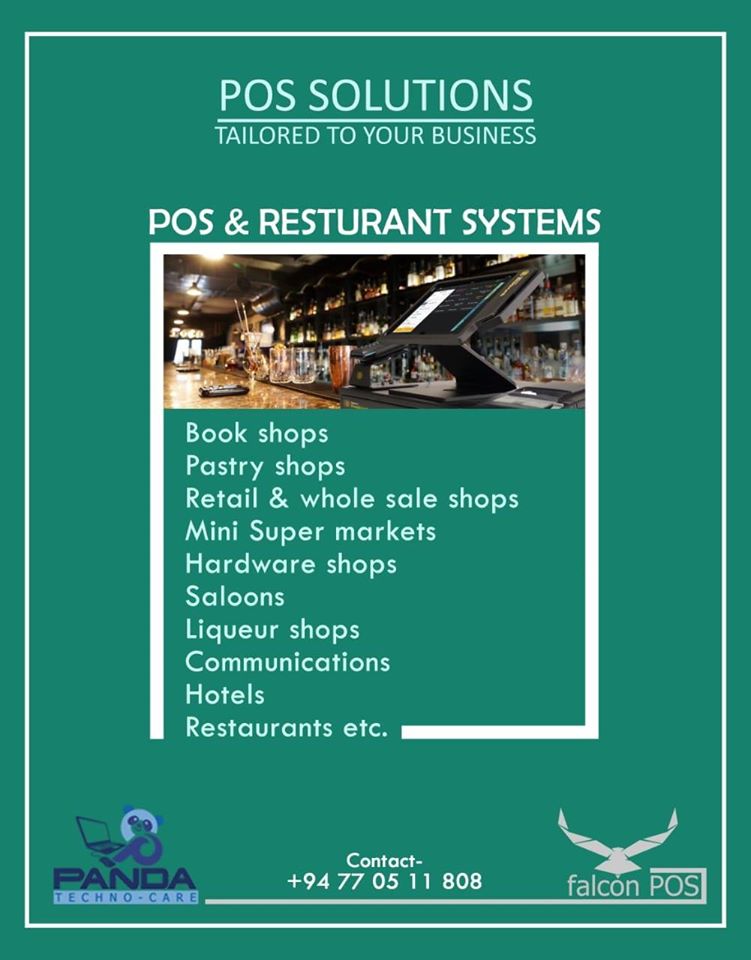 POS SOLUTIONS
TAILORED TO YOUR BUSINESS
POS & RESTURANT SYSTEMS
Book shops
Pastry shops
Retail & whole sale shops
Mini Super markets
Hardware shops
Saloons
Liqueur shops
Communications
Hotels
Restaurants etc.
PANDA
TECHNO-CARE
Contact-
+94 77 05 11 808
falcon POS